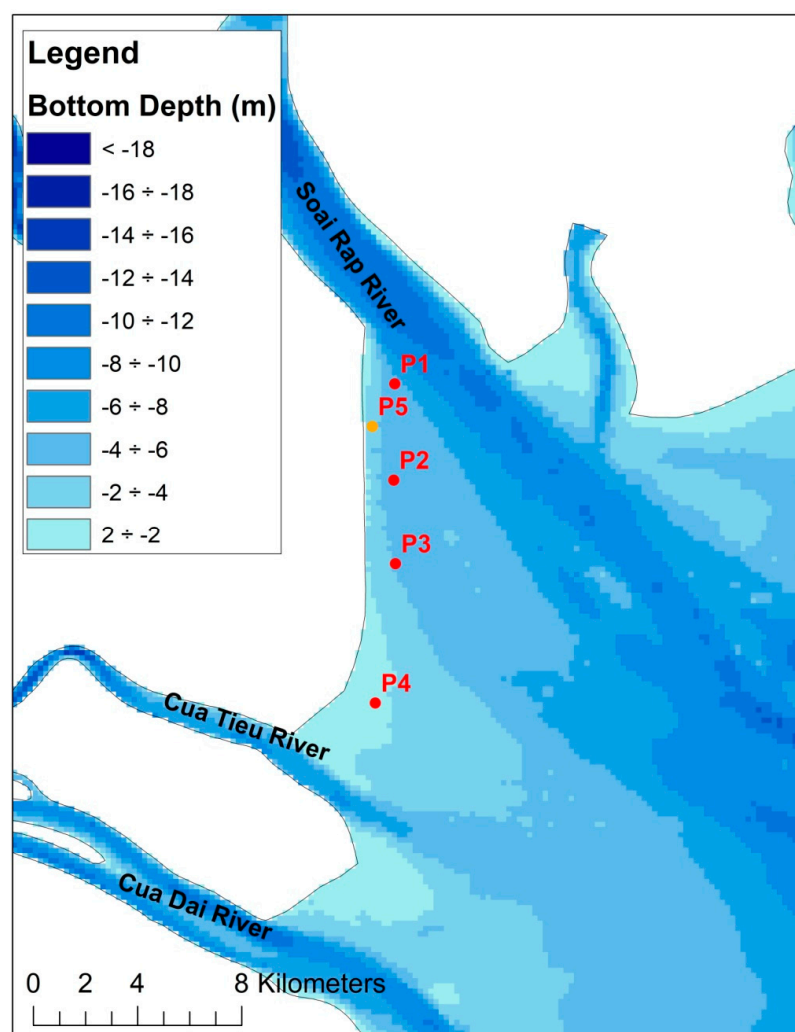 Legend
Bottom Depth (m)
< -18
-16 ÷ -18
-14 ÷ -16
-12 ÷ -14
-10 ÷ -12
-8 ÷ -10
-6 ÷ -8
-4 ÷ -6
-2 ÷ -4
2 ÷ -2
Soai Rap River
P1
P5
P2
P3
P4
Cua Tieu River
Cua Dai River
0 2 4 8 Kilometers